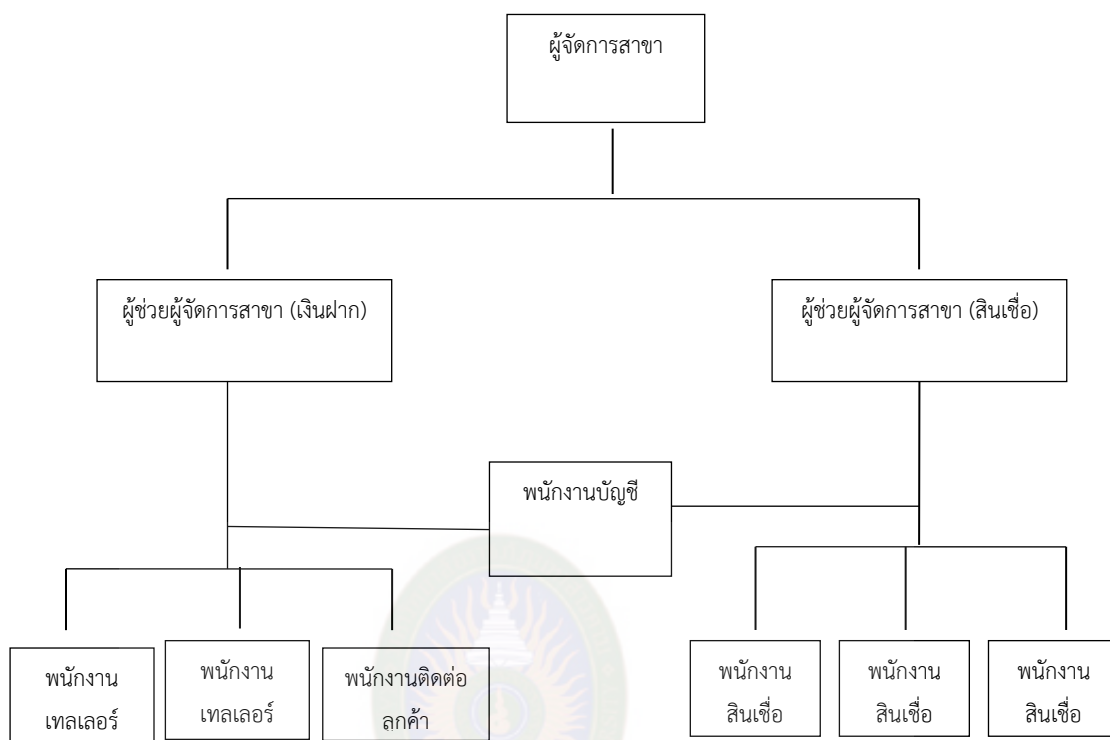 ผู้จัดการสาขา
ผู้ช่วยผู้จัดการสาขา (เงินฝาก)
ผู้ช่วยผู้จัดการสาขา (สินเชื่อ)
พนักงานบัญชี
พนักงาน
เทลเลอร์
พนักงาน
เทลเลอร์
พนักงานติดต่อ
ลกค้า
พนักงาน
สินเชื่อ
พนักงาน
สินเชื่อ
พนักงาน
สินเชื่อ